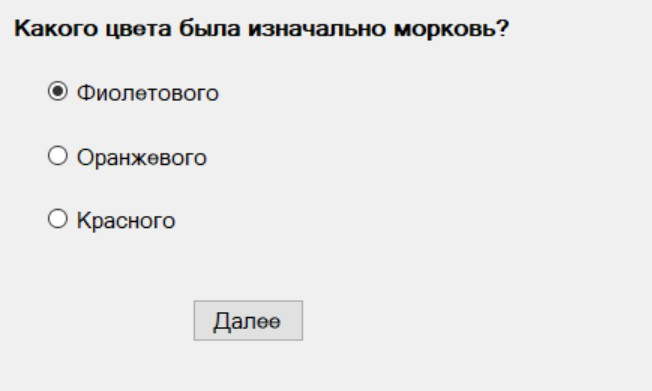 Какого цвета была изначально морковь?
Фиолетового
Оранжевого
Красного
Далее